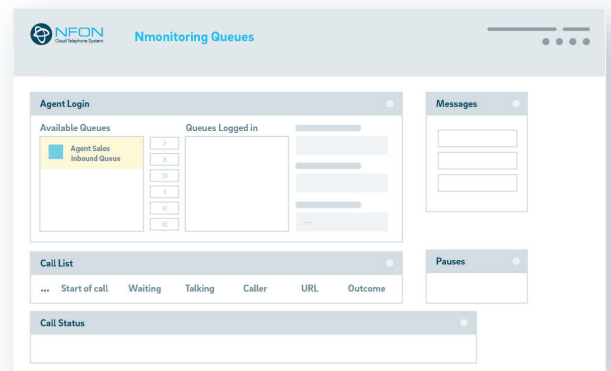 NFON
Cloud Telephone System
Nmonitoring Queues
Agent Login
Messages
Available Queues
Queues Logged in
Agent Sales
Inbound Queue
Call List
Pauses
... Start of call Waiting Talking Caller URL Outcome
Call Status